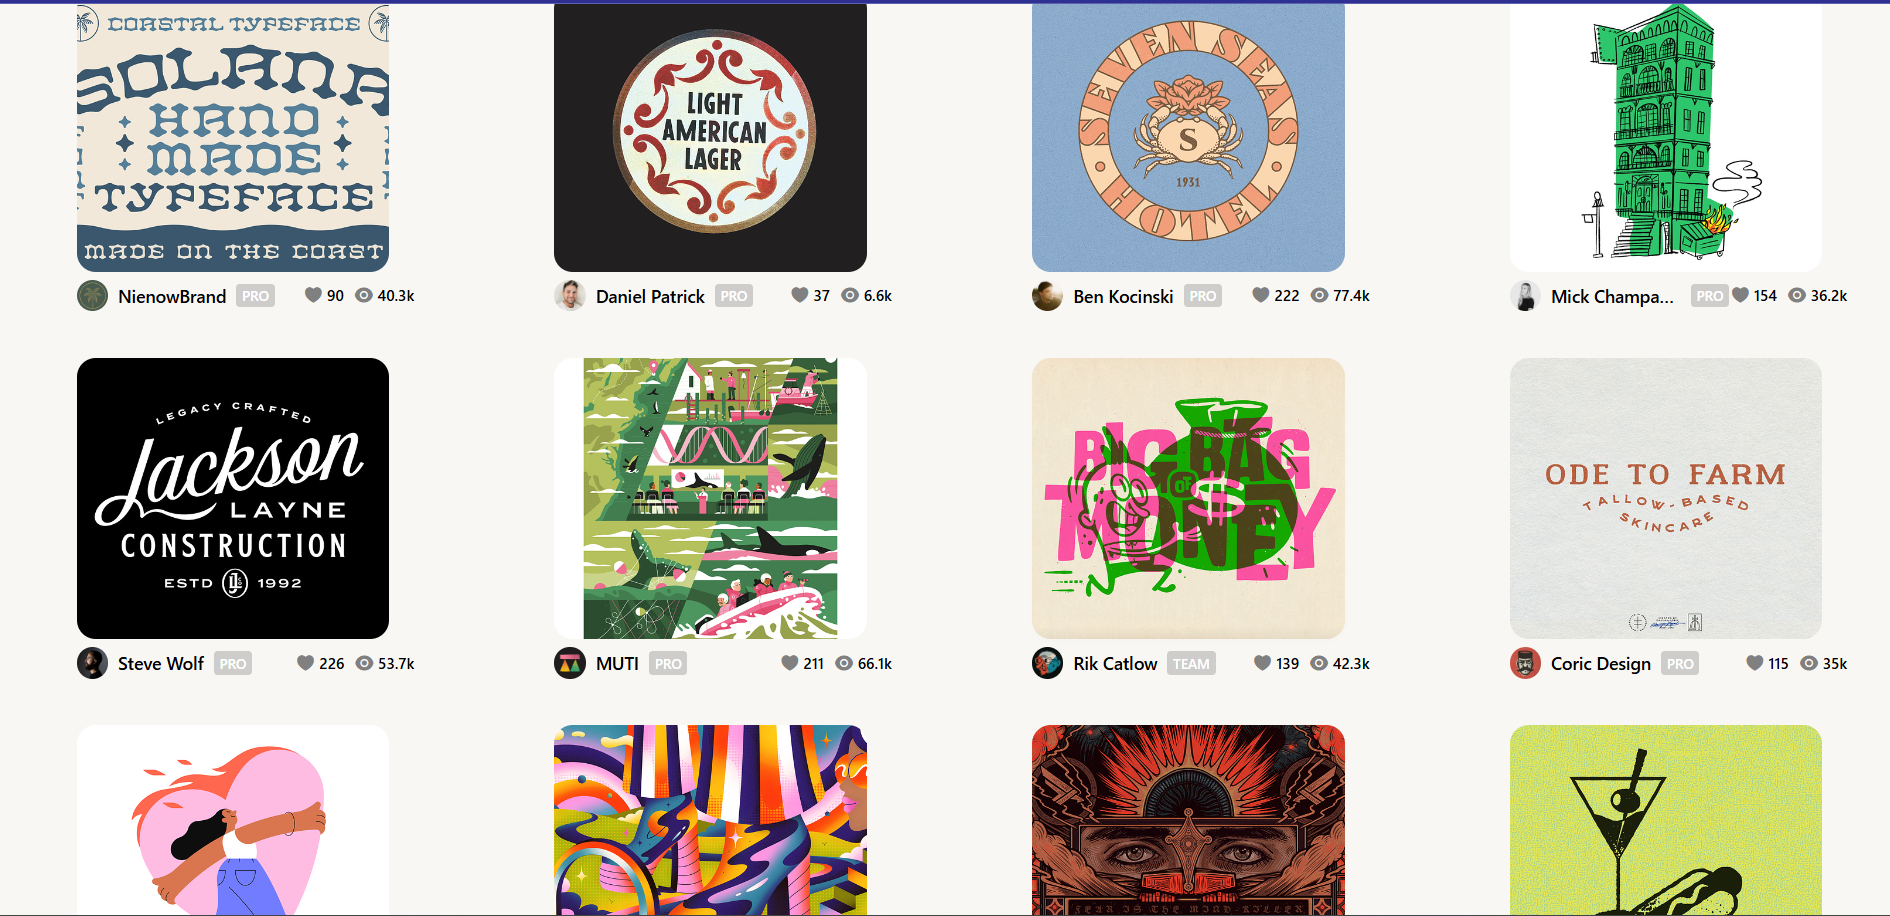 COASTAL TYPEFACE
SOLANA
HAND
MADE
TYPEFACE
MADE ON THE COAST
LIGHT
AMERICAN
LAGER
SEVEN SEAS
S
1931
HOTEL
NienowBrand PRO 90 40.3k
Daniel Patrick PRO 37 6.6k
Ben Kocinski PRO 222 77.4k
Mick Champa... PRO 154 36.2k
LEGACY CRAFTED
Jackson
LAYNE
CONSTRUCTION
ESTD JLC 1992
BIG BAG
OF $
MONEY
ODE TO FARM
TALLOW-BASED
SKINCARE
Steve Wolf PRO 226 53.7k
MUTI PRO 211 66.1k
Rik Catlow TEAM 139 42.3k
Coric Design PRO 115 35k
FEAR IS THE MIND-KILLER